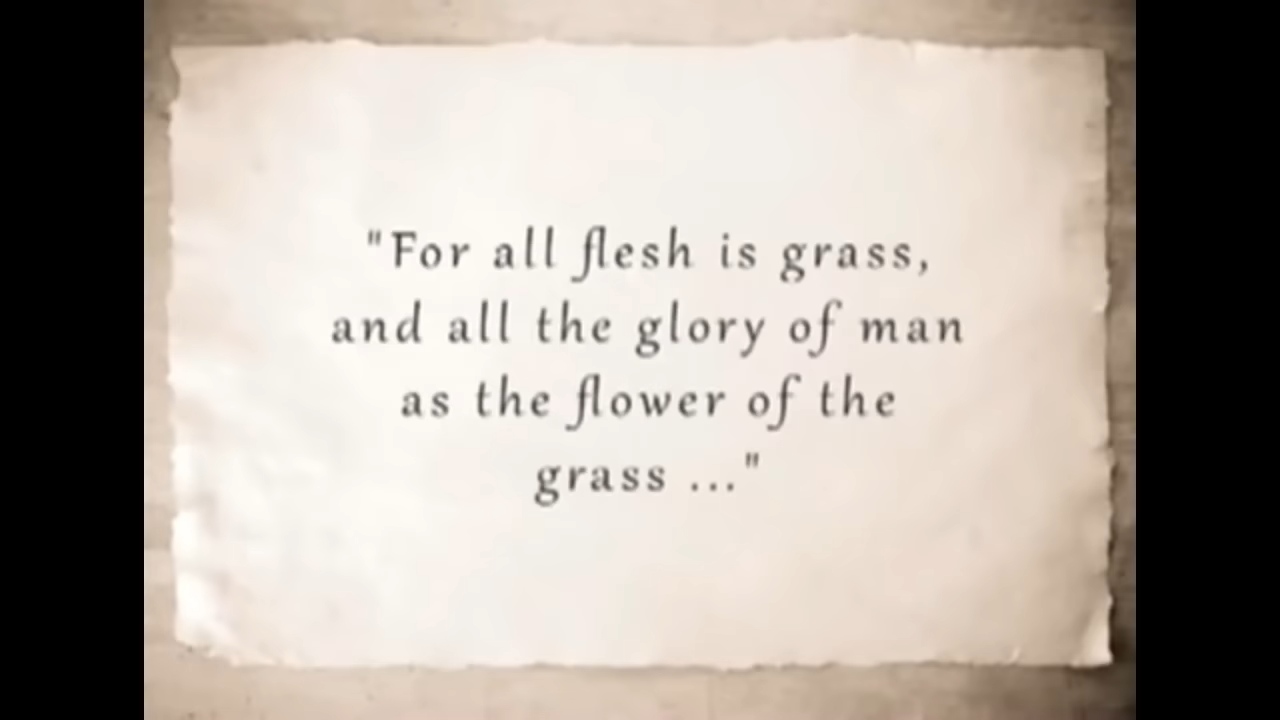 "For all flesh is grass,
and all the glory of man
as the flower of the
grass ..."